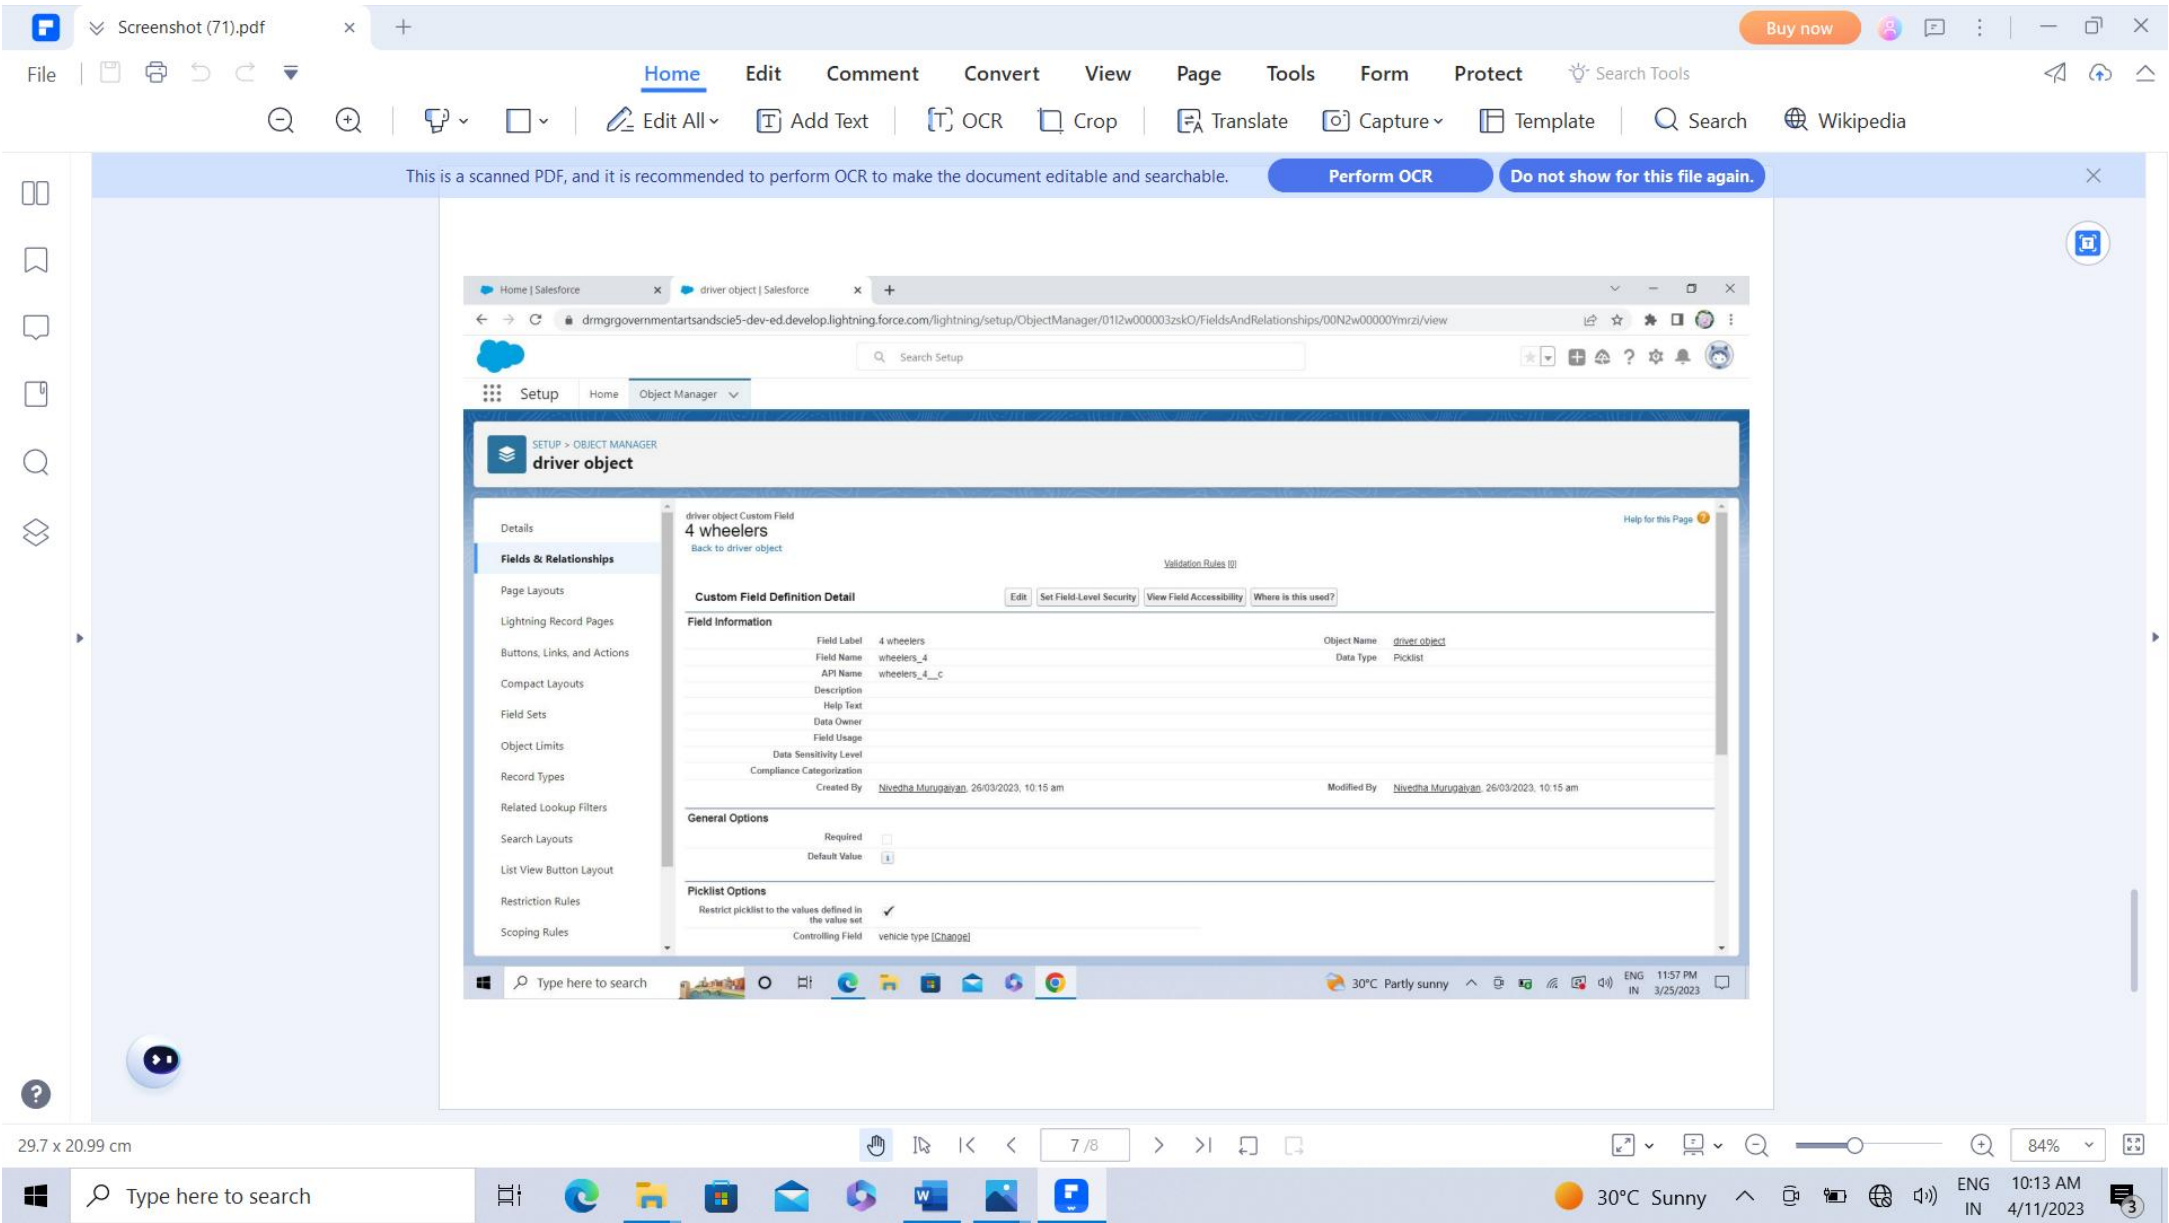 Screenshot (71).pdf
Buy now
File
Home Edit Comment Convert View Page Tools Form Protect Search Tools
Edit All Add Text OCR Crop Translate Capture Template Search Wikipedia
This is a scanned PDF, and it is recommended to perform OCR to make the document editable and searchable. Perform OCR Do not show for this file again.
Home | Salesforce driver object | Salesforce
drmgrgovernmentartsandscie5-dev-ed.develop.lightning.force.com/lightning/setup/ObjectManager/01I2w000003zskO/FieldsAndRelationships/00N2w00000Ymrzi/view
Search Setup
Setup Home Object Manager
SETUP > OBJECT MANAGER
driver object
Details
Fields & Relationships
Page Layouts
Lightning Record Pages
Buttons, Links, and Actions
Compact Layouts
Field Sets
Object Limits
Record Types
Related Lookup Filters
Search Layouts
List View Button Layout
Restriction Rules
Scoping Rules
driver object Custom Field
4 wheelers
Back to driver object
Help for this Page
Validation Rules [0]
Custom Field Definition Detail Edit Set Field-Level Security View Field Accessibility Where is this used?
Field Information
Field Label 4 wheelers Object Name driver object
Field Name wheelers_4 Data Type Picklist
API Name wheelers_4__c
Description
Help Text
Data Owner
Field Usage
Data Sensitivity Level
Compliance Categorization
Created By Nivedha Murugaiyan, 26/03/2023, 10:15 am Modified By Nivedha Murugaiyan, 26/03/2023, 10:15 am
General Options
Required
Default Value
Picklist Options
Restrict picklist to the values defined in
the value set
Controlling Field vehicle type [Change]
Type here to search 30°C Partly sunny ENG 11:57 PM
IN 3/25/2023
29.7 x 20.99 cm 7 /8 84%
Type here to search 30°C Sunny ENG 10:13 AM
IN 4/11/2023 3